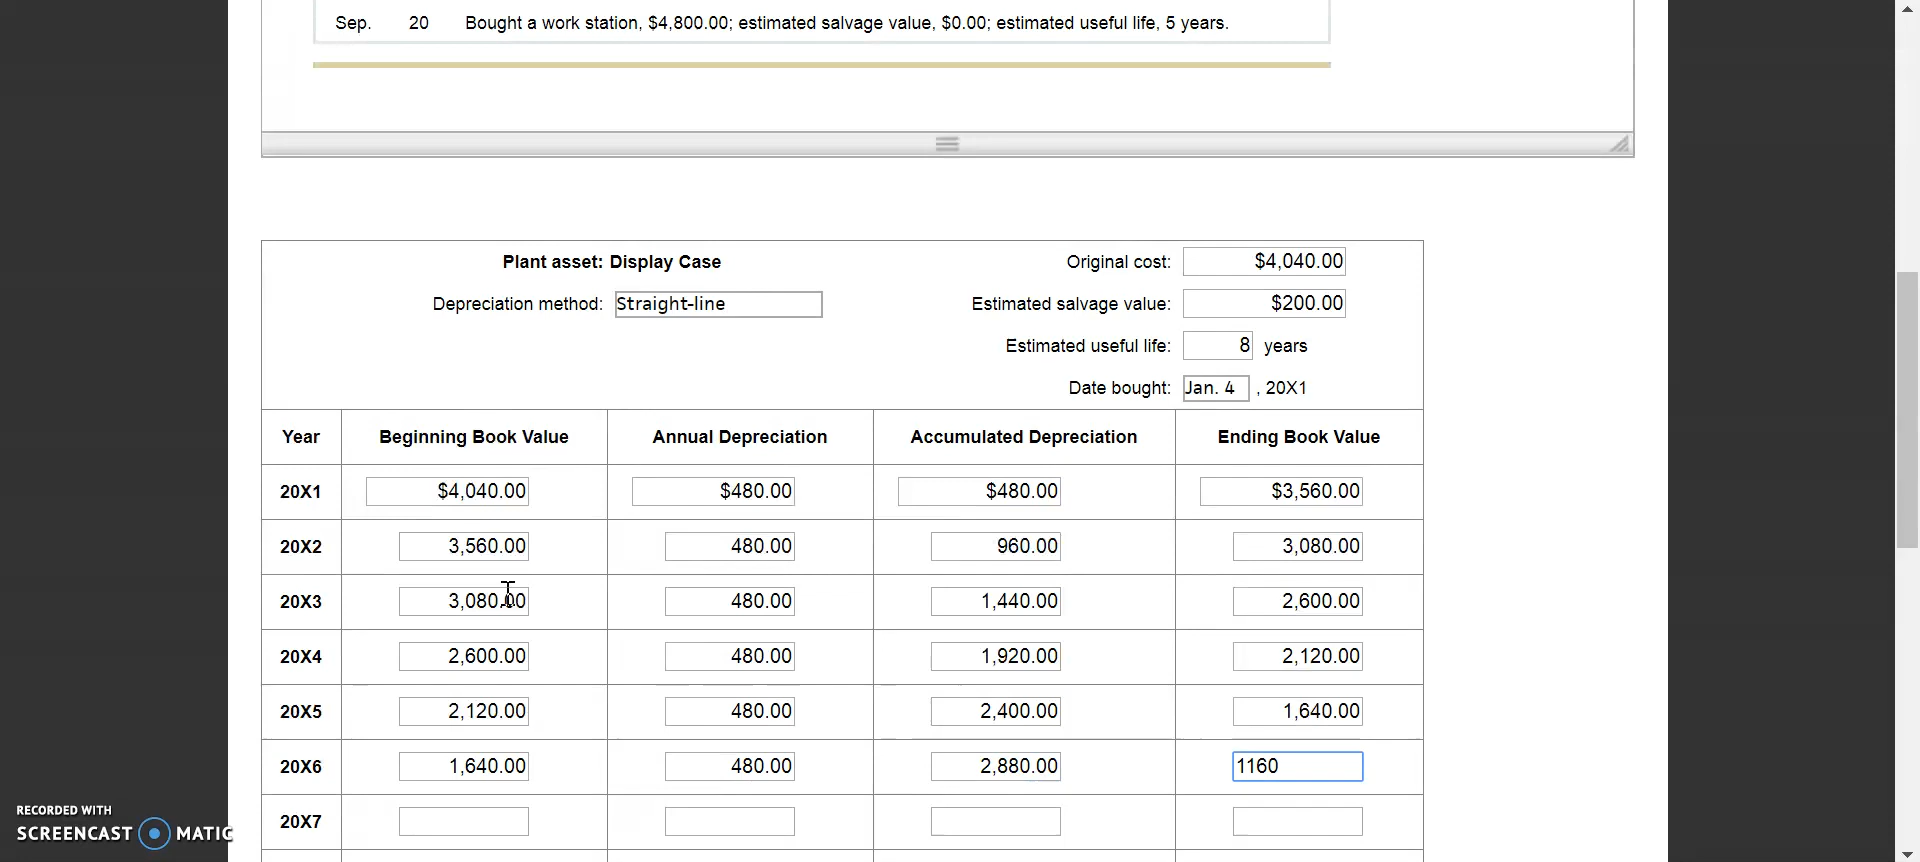 Sep. 20 Bought a work station, $4,800.00; estimated salvage value, $0.00; estimated useful life, 5 years.
Plant asset: Display Case Original cost: $4,040.00
Depreciation method: Straight-line Estimated salvage value: $200.00
Estimated useful life: 8 years
Date bought: Jan. 4 , 20X1
Year Beginning Book Value Annual Depreciation Accumulated Depreciation Ending Book Value
20X1 $4,040.00 $480.00 $480.00 $3,560.00
20X2 3,560.00 480.00 960.00 3,080.00
20X3 3,080.00 480.00 1,440.00 2,600.00
20X4 2,600.00 480.00 1,920.00 2,120.00
20X5 2,120.00 480.00 2,400.00 1,640.00
20X6 1,640.00 480.00 2,880.00 1160
20X7
RECORDED WITH
SCREENCAST MATIC